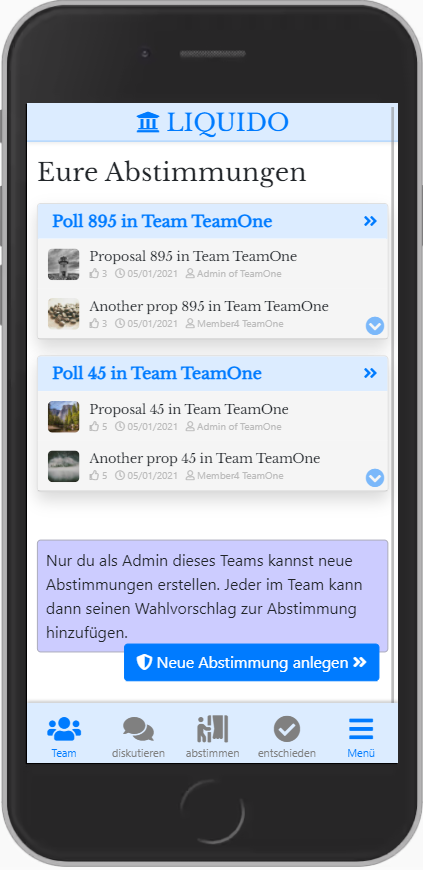 LIQUIDO
Eure Abstimmungen
Poll 895 in Team TeamOne
Proposal 895 in Team TeamOne
3 05/01/2021 Admin of TeamOne
Another prop 895 in Team TeamOne
3 05/01/2021 Member4 TeamOne
Poll 45 in Team TeamOne
Proposal 45 in Team TeamOne
5 05/01/2021 Admin of TeamOne
Another prop 45 in Team TeamOne
5 05/01/2021 Member4 TeamOne
Nur du als Admin dieses Teams kannst neue
Abstimmungen erstellen. Jeder im Team kann
dann seinen Wahlvorschlag zur Abstimmung
hinzufügen.
Neue Abstimmung anlegen
Team diskutieren abstimmen entschieden Menü